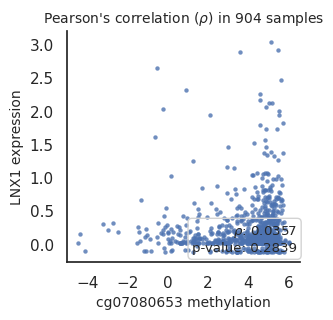 Pearson's correlation (ρ) in 904 samples
3.0
2.5
2.0
1.5
1.0
0.5
0.0
LNX1 expression
ρ: 0.0357
p-value: 0.2839
−4 −2 0 2 4 6
cg07080653 methylation